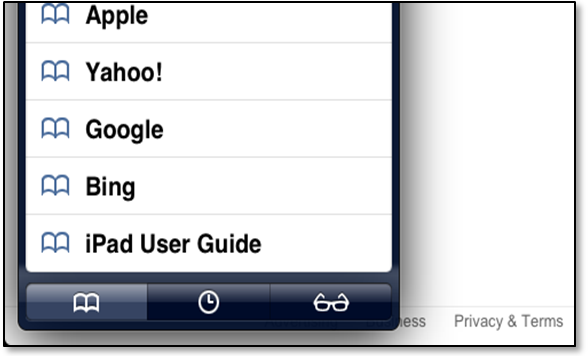 Apple
Yahoo!
Google
Bing
iPad User Guide
Privacy & Terms